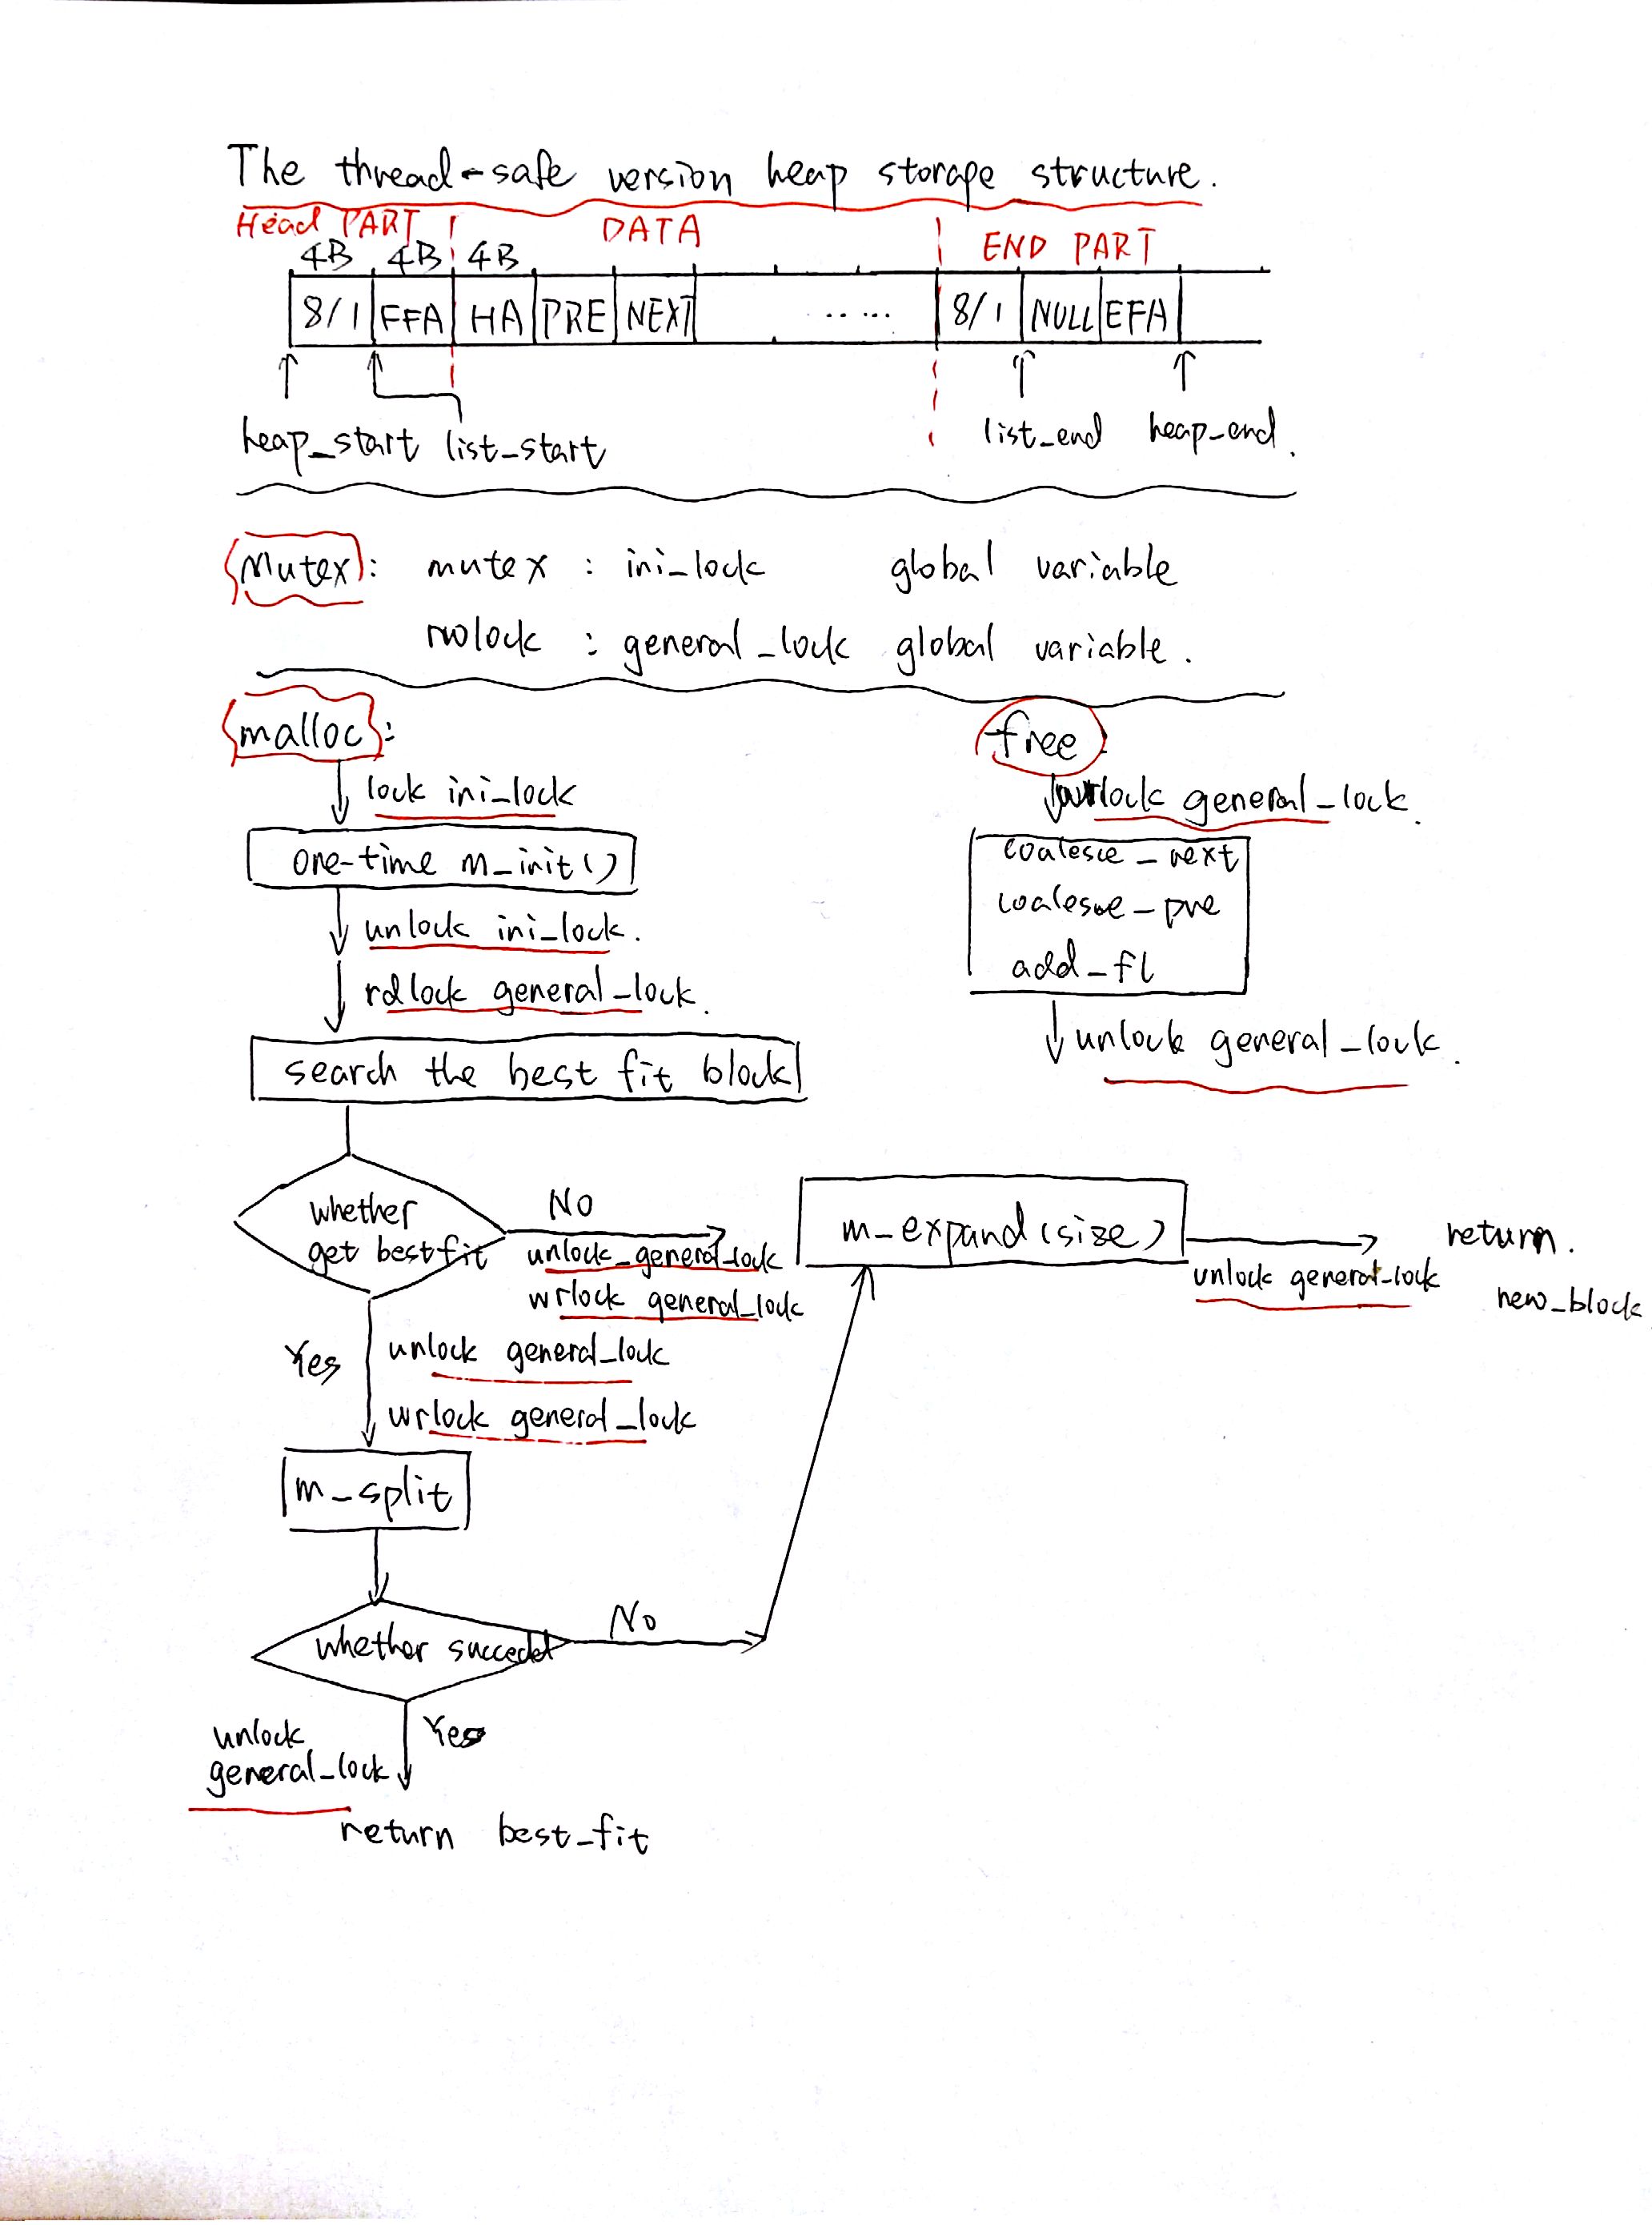 The thread-safe version heap storage structure.
Head PART DATA END PART
4B 4B 4B
8/1 FFA HA PRE NEXT ...... 8/1 NULL EFA
heap_start list_start list_end heap_end.
Mutex: mutex : ini_lock global variable
rwlock : general_lock global variable.
malloc:
lock ini_lock
one-time m_init()
unlock ini_lock.
rdlock general_lock.
search the best fit block
whether
get bestfit
NO
unlock_general_lock
wrlock general_lock
m_expand(size)
unlock general_lock
return.
new_block
Yes
unlock general_lock
wrlock general_lock
m_split
whether succeed
No
Yes
unlock
general_lock
return best_fit
free:
wrlock general_lock.
coalesce_next
coalesce_pre
add_fl
unlock general_lock.